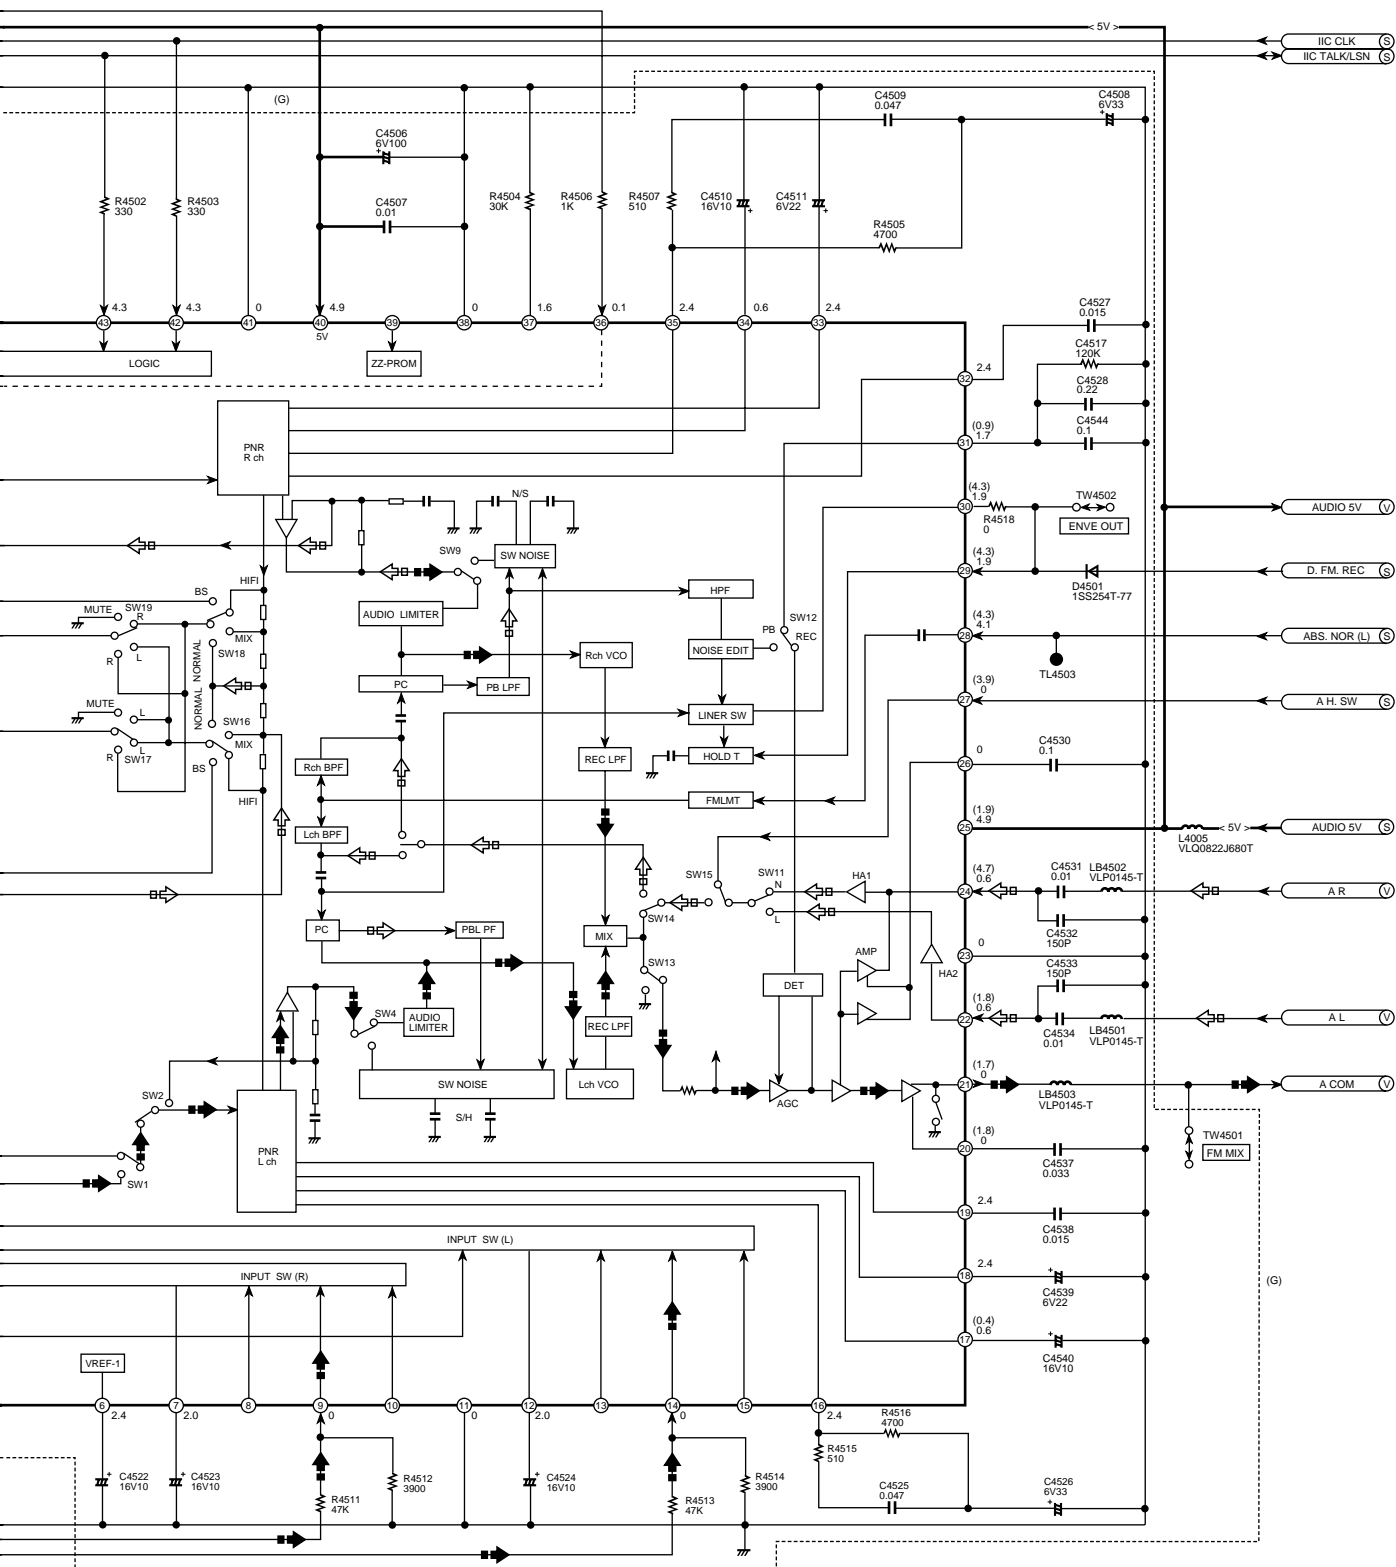 < 5V >
IIC CLK
S
IIC TALK/LSN
S
(G)
C4509
0.047
C4508
6V33
+
C4506
6V100
+
R4502
330
R4503
330
C4507
0.01
R4504
30K
R4506
1K
R4507
510
C4510
16V10
+
C4511
6V22
+
R4505
4700
4.3
4.3
0
4.9
0
1.6
0.1
2.4
0.6
2.4
43
42
41
40
39
38
37
36
35
34
33
5V
C4527
0.015
LOGIC
ZZ-PROM
C4517
120K
32
2.4
C4528
0.22
C4544
0.1
PNR
R ch
(0.9)
1.7
31
N/S
(4.3)
1.9
30
R4518
0
TW4502
ENVE OUT
AUDIO 5V
V
SW9
SW NOISE
(4.3)
1.9
29
D4501
1SS254T-77
D. FM. REC
S
HIFI
BS
HPF
MUTE
SW19
R
AUDIO LIMITER
SW12
PB
REC
(4.3)
4.1
28
ABS. NOR (L)
S
MIX
SW18
R
L
NORMAL
NOISE EDIT
Rch VCO
TL4503
PC
PB LPF
(3.9)
0
27
A H. SW
S
MUTE
L
NORMAL
SW16
MIX
LINER SW
R
SW17
L
BS
Rch BPF
REC LPF
HOLD T
0
26
C4530
0.1
HIFI
FMLMT
(1.9)
4.9
25
Lch BPF
L4005
VLQ0822J680T
< 5V >
AUDIO 5V
S
SW15
SW11
N
L
HA1
(4.7)
0.6
24
C4531
0.01
LB4502
VLP0145-T
A R
V
SW14
C4532
150P
PC
PBL PF
MIX
AMP
HA2
0
23
C4533
150P
SW13
DET
(1.8)
0.6
22
C4534
0.01
LB4501
VLP0145-T
A L
V
SW4
AUDIO
LIMITER
REC LPF
SW NOISE
Lch VCO
AGC
(1.7)
0
21
LB4503
VLP0145-T
A COM
V
SW2
S/H
TW4501
FM MIX
(1.8)
0
20
C4537
0.033
PNR
L ch
SW1
2.4
19
C4538
0.015
INPUT SW (L)
INPUT SW (R)
2.4
18
+
C4539
6V22
(G)
(0.4)
0.6
17
+
C4540
16V10
VREF-1
6
7
8
9
10
11
12
13
14
15
16
2.4
2.0
0
0
2.0
0
2.4
R4516
4700
R4515
510
C4522
16V10
+
C4523
16V10
+
R4512
3900
C4524
16V10
+
R4514
3900
R4511
47K
R4513
47K
C4525
0.047
C4526
6V33
+